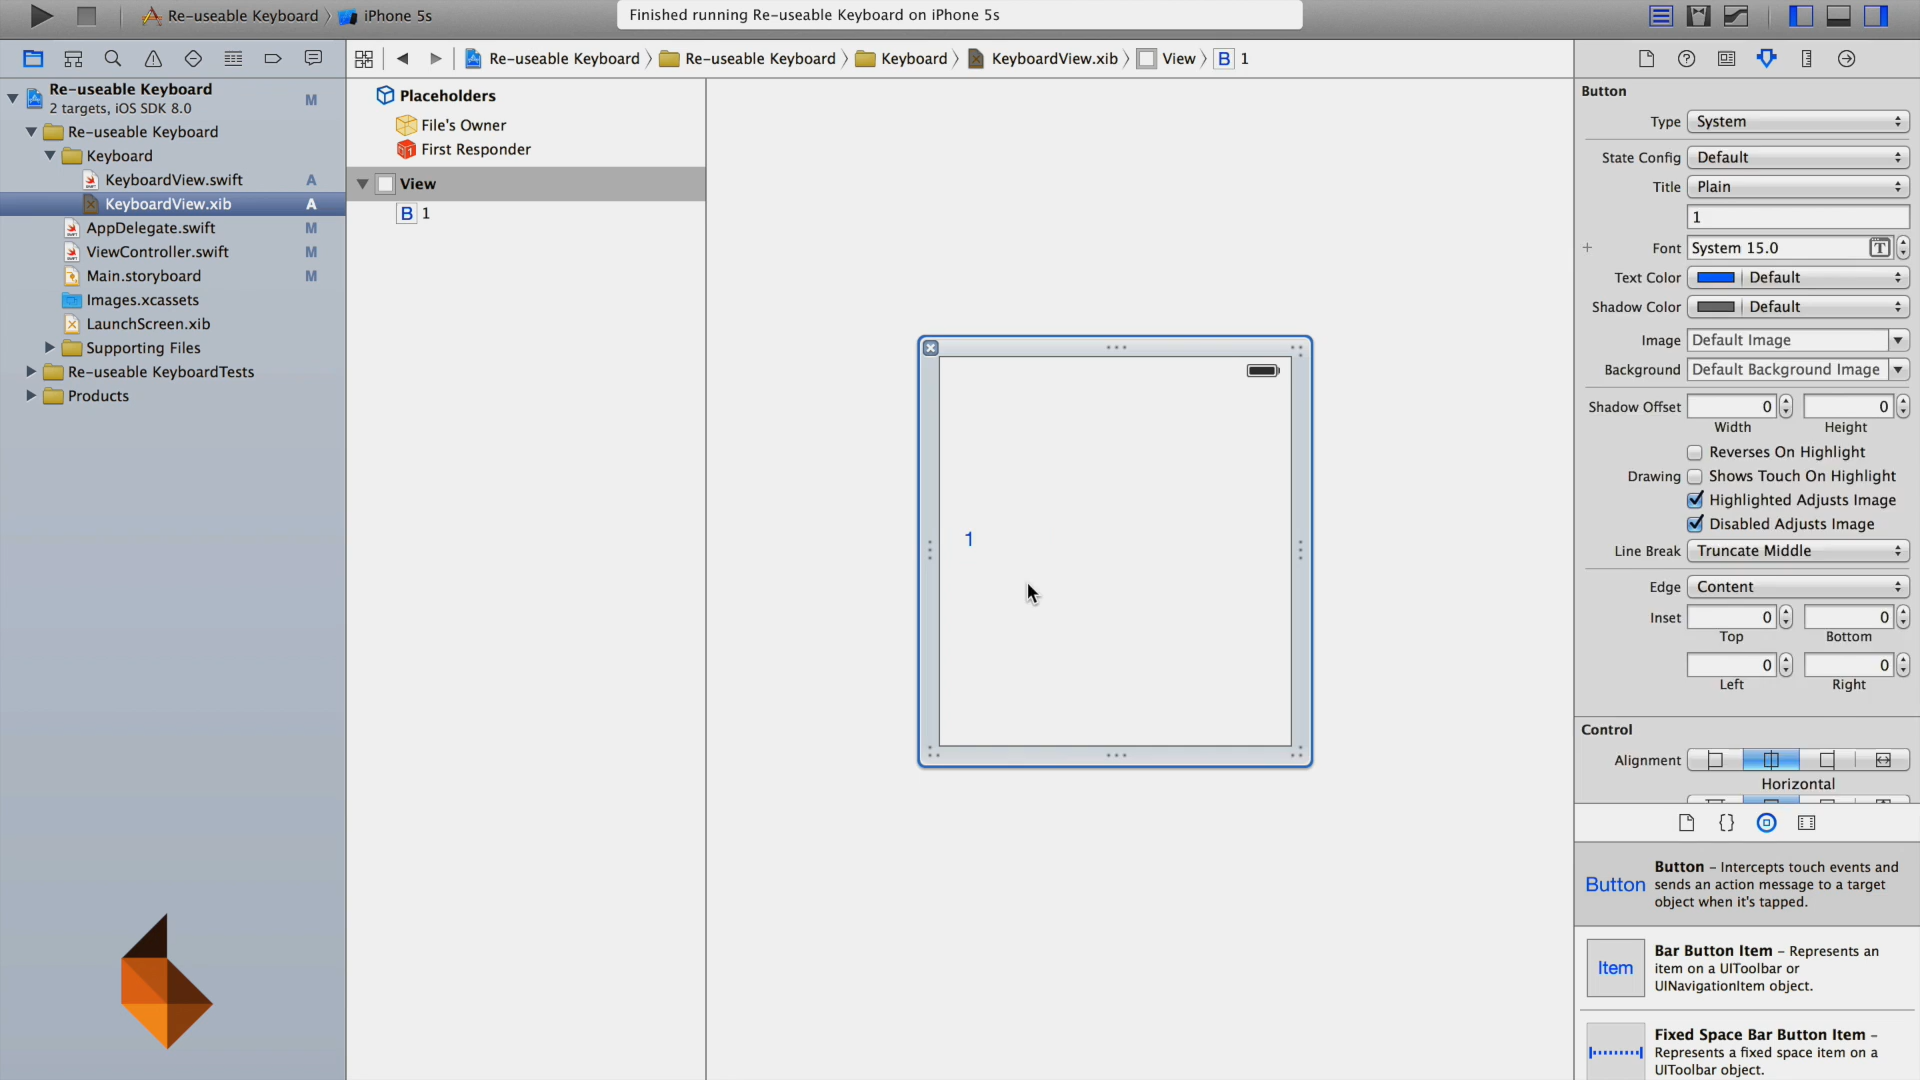 Re-useable Keyboard
iPhone 5s
Finished running Re-useable Keyboard on iPhone 5s
Re-useable Keyboard
Re-useable Keyboard
Keyboard
KeyboardView.xib
View
B
1
Re-useable Keyboard
2 targets, iOS SDK 8.0
M
Re-useable Keyboard
Keyboard
KeyboardView.swift
A
KeyboardView.xib
A
AppDelegate.swift
M
ViewController.swift
M
Main.storyboard
M
Images.xcassets
LaunchScreen.xib
Supporting Files
Re-useable KeyboardTests
Products
Placeholders
File's Owner
First Responder
View
B
1
1
Button
Type
System
State Config
Default
Title
Plain
1
Font
System 15.0
T
Text Color
Default
Shadow Color
Default
Image
Default Image
Background
Default Background Image
Shadow Offset
0
0
Width
Height
Reverses On Highlight
Drawing
Shows Touch On Highlight
Highlighted Adjusts Image
Disabled Adjusts Image
Line Break
Truncate Middle
Edge
Content
Inset
0
0
Top
Bottom
0
0
Left
Right
Control
Alignment
Horizontal
{}
Button
Button – Intercepts touch events and
sends an action message to a target
object when it's tapped.
Item
Bar Button Item – Represents an
item on a UIToolbar or
UINavigationItem object.
Fixed Space Bar Button Item –
Represents a fixed space item on a
UIToolbar object.